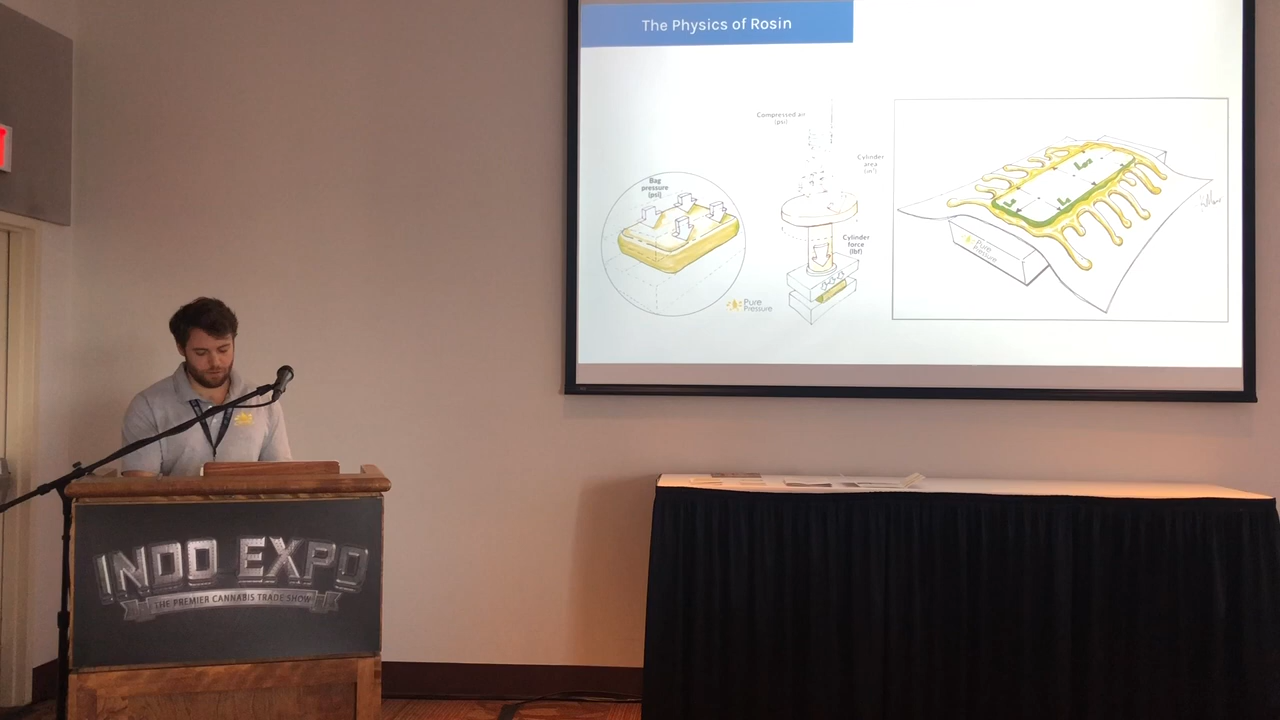 The Physics of Rosin
Compressed air
(psi)
Cylinder
area
(in²)
Bag
pressure
(psi)
Cylinder
force
(lbf)
Pure
Pressure
Pure
Pressure
INDO EXPO
THE PREMIER CANNABIS TRADE SHOW